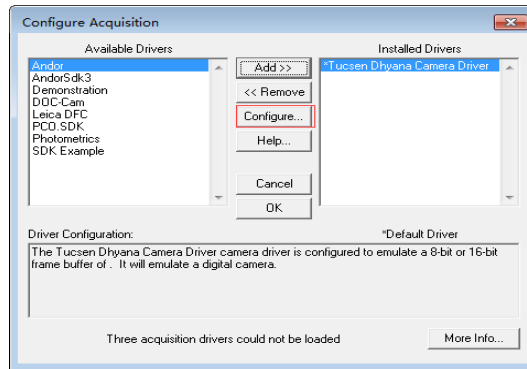 Configure Acquisition
Available Drivers
Installed Drivers
Andor
AndorSdk3
Demonstration
DOC-Cam
Leica DFC
PCO.SDK
Photometrics
SDK Example
Add >>
<< Remove
Configure...
Help...
Cancel
OK
*Tucsen Dhyana Camera Driver
Driver Configuration:
*Default Driver
The Tucsen Dhyana Camera Driver camera driver is configured to emulate a 8-bit or 16-bit
frame buffer of . It will emulate a digital camera.
Three acquisition drivers could not be loaded
More Info...